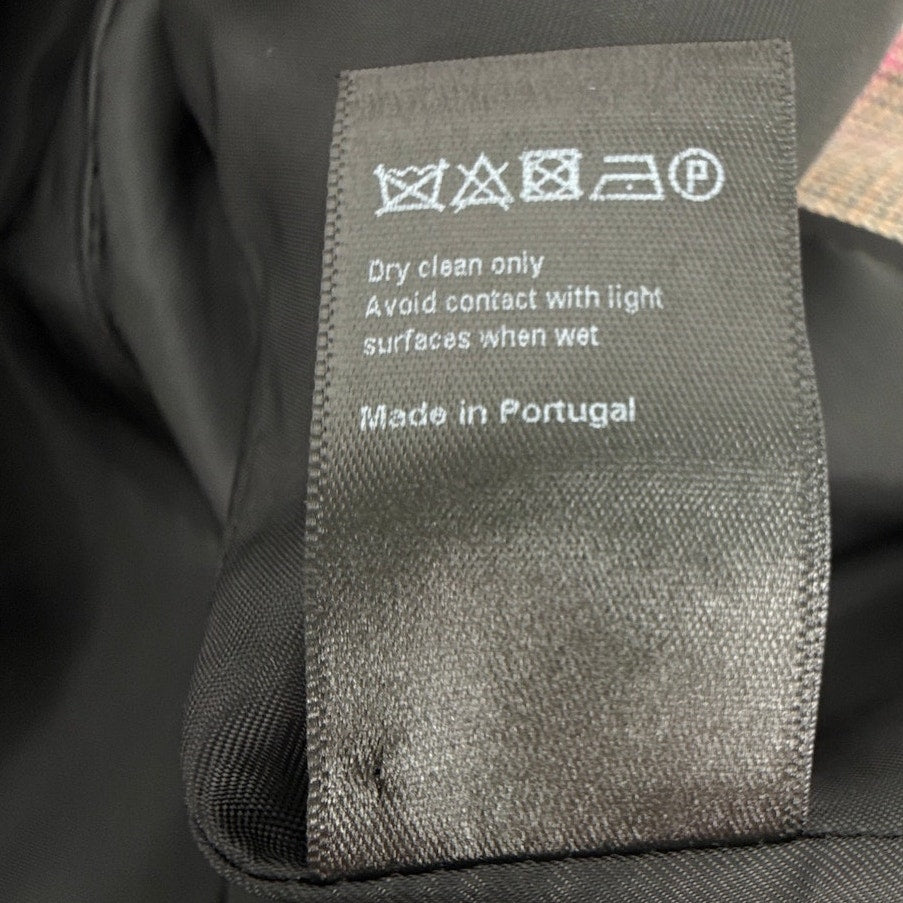 P
Dry clean only
Avoid contact with light
surfaces when wet
Made in Portugal